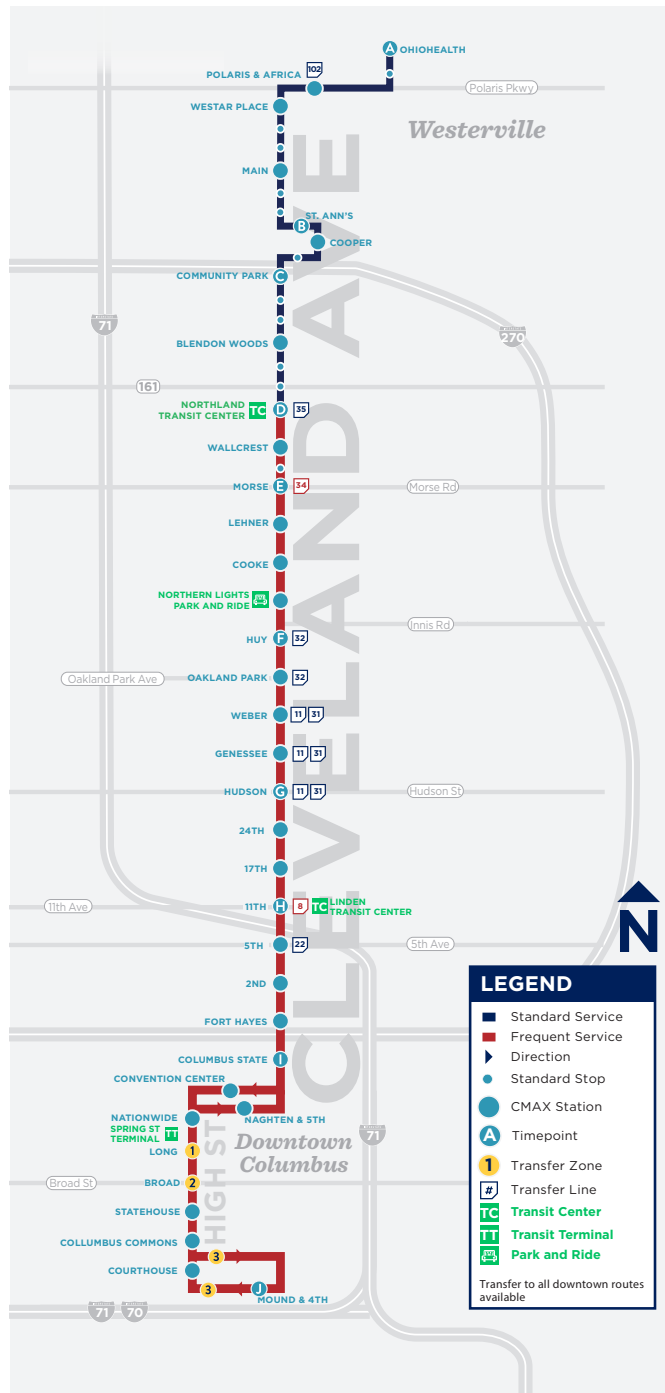 A OHIOHEALTH
102
POLARIS & AFRICA
Polaris Pkwy
WESTAR PLACE
Westerville
MAIN
ST. ANN'S
B
COOPER
COMMUNITY PARK C
71
270
BLENDON WOODS
161
NORTHLAND
TRANSIT CENTER TC D 35
WALLCREST
MORSE E 34 Morse Rd
LEHNER
COOKE
NORTHERN LIGHTS
PARK AND RIDE
Innis Rd
HUY F 32
Oakland Park Ave OAKLAND PARK 32
WEBER 11 31
GENESSEE 11 31
HUDSON G 11 31 Hudson St
24TH
17TH
11th Ave 11TH H 8 TC LINDEN
TRANSIT CENTER
5TH 22 5th Ave
2ND
FORT HAYES
COLUMBUS STATE I
CONVENTION CENTER
NAGHTEN & 5TH
NATIONWIDE
SPRING ST
TERMINAL TT
71
LONG 1
Downtown
Columbus
Broad St BROAD 2
STATEHOUSE
COLLUMBUS COMMONS
3
COURTHOUSE
3 J
MOUND & 4TH
71 70
CLEVELAND AVE
HIGH ST
N
LEGEND
Standard Service
Frequent Service
Direction
Standard Stop
CMAX Station
A Timepoint
1 Transfer Zone
# Transfer Line
TC Transit Center
TT Transit Terminal
Park and Ride
Transfer to all downtown routes
available